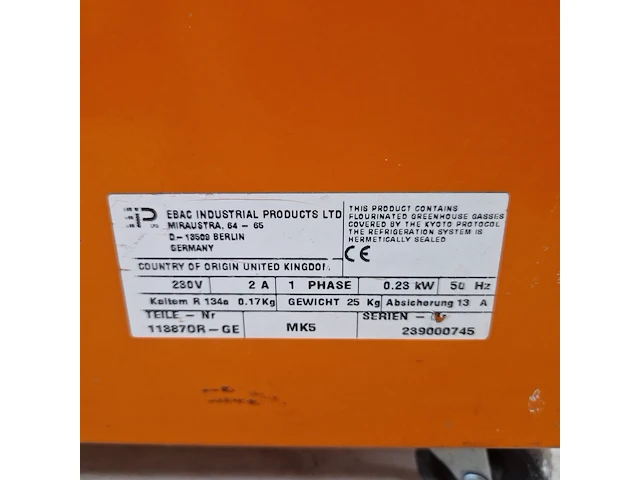 EIP LTD EBAC INDUSTRIAL PRODUCTS LTD
MIRAUSTRA, 64 - 65
D-13509 BERLIN
GERMANY
THIS PRODUCT CONTAINS
FLOURINATED GREENHOUSE GASSES
COVERED BY THE KYOTO PROTOCOL
THE REFRIGERATION SYSTEM IS
HERMETICALLY SEALED
CE
COUNTRY OF ORIGIN UNITED KINGDOM
230V 2 A 1 PHASE 0.23 kW 50 Hz
Kaltem R 134a 0.17Kg GEWICHT 25 Kg Absicherung 13 A
TEILE - Nr SERIEN -
11387OR-GE MK5 239000745